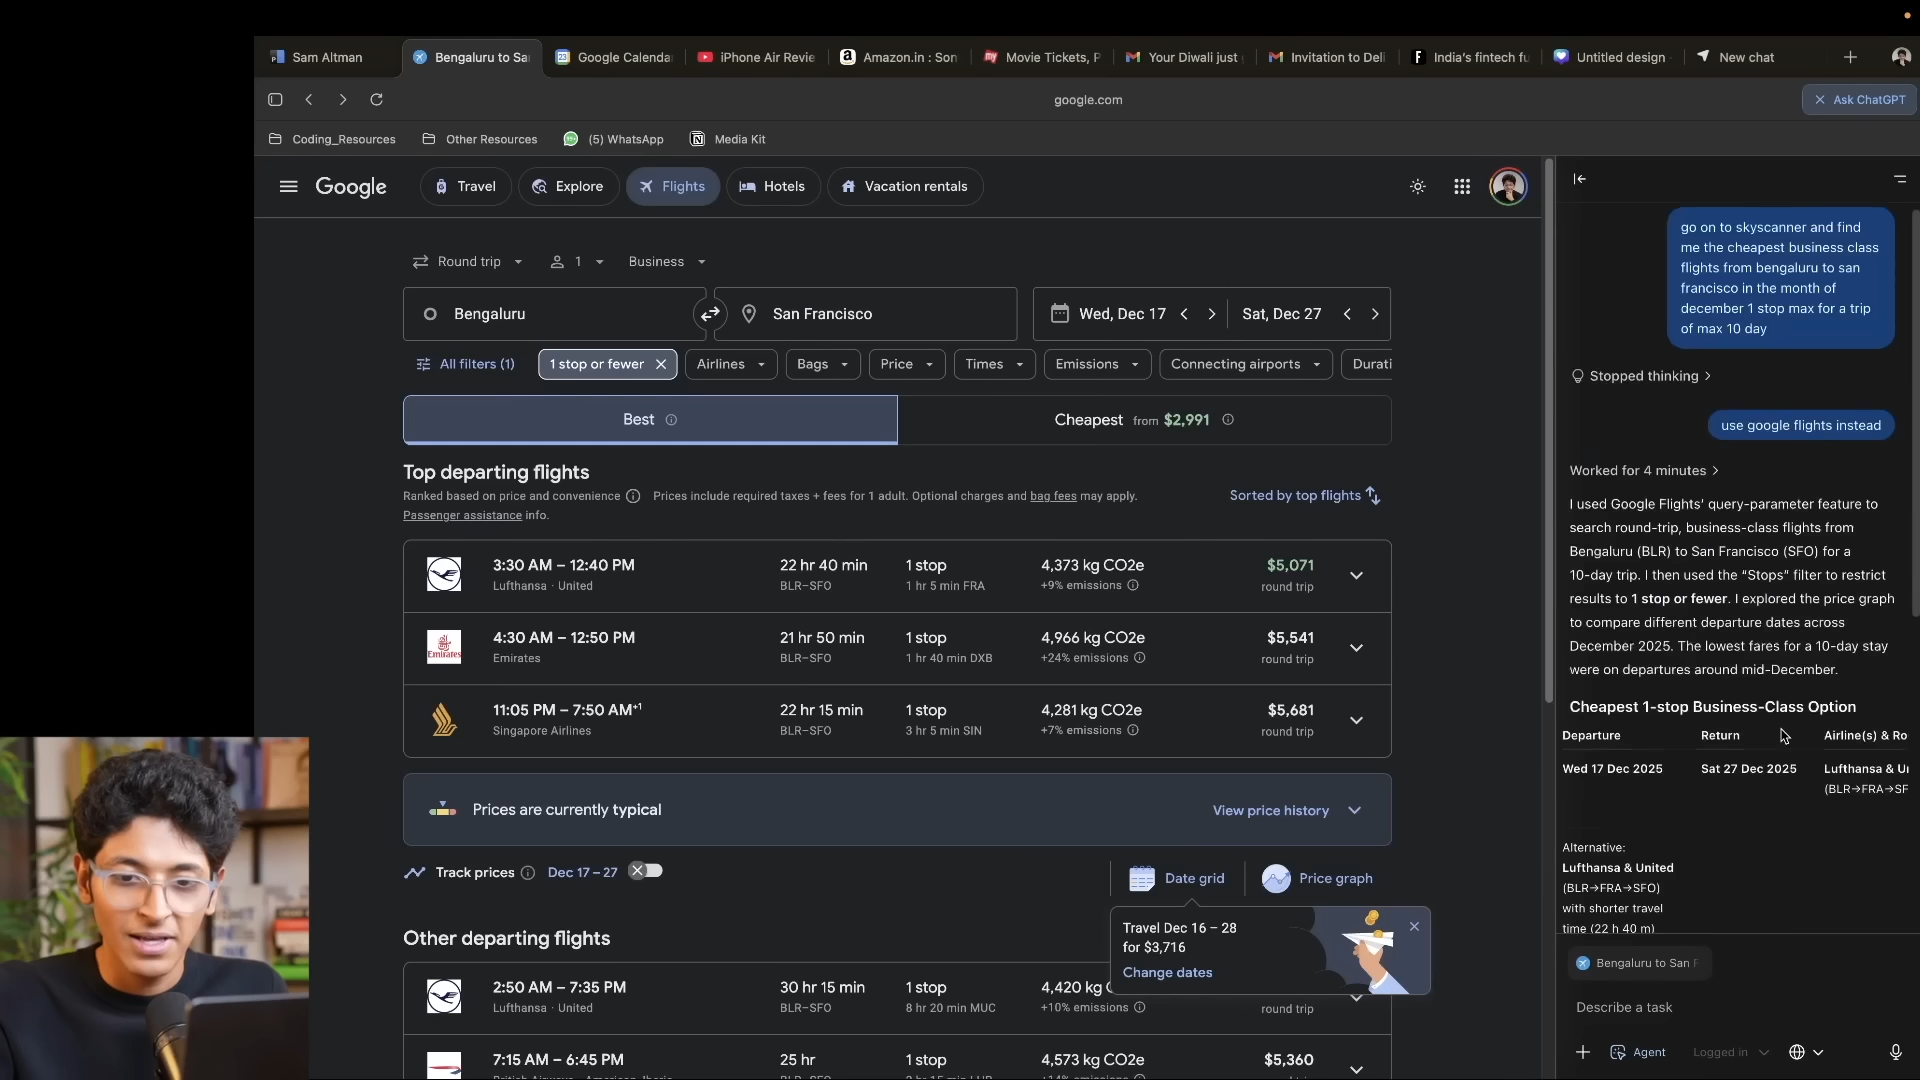 Sam Altman
Bengaluru to Sa
Google Calenda
iPhone Air Revie
Amazon.in : Son
Movie Tickets, P
Your Diwali just
Invitation to Deli
India's fintech fu
Untitled design
New chat
google.com
Ask ChatGPT
Coding_Resources
Other Resources
(5) WhatsApp
Media Kit
Google
Travel
Explore
Flights
Hotels
Vacation rentals
Round trip
1
Business
Bengaluru
San Francisco
Wed, Dec 17
Sat, Dec 27
All filters (1)
1 stop or fewer
Airlines
Bags
Price
Times
Emissions
Connecting airports
Durati
Best
Cheapest from $2,991
Top departing flights
Ranked based on price and convenience
Prices include required taxes + fees for 1 adult. Optional charges and bag fees may apply.
Passenger assistance info.
Sorted by top flights
3:30 AM – 12:40 PM
22 hr 40 min
1 stop
4,373 kg CO2e
$5,071
Lufthansa · United
BLR–SFO
1 hr 5 min FRA
+9% emissions
round trip
4:30 AM – 12:50 PM
21 hr 50 min
1 stop
4,966 kg CO2e
$5,541
Emirates
Emirates
BLR–SFO
1 hr 40 min DXB
+24% emissions
round trip
11:05 PM – 7:50 AM+1
22 hr 15 min
1 stop
4,281 kg CO2e
$5,681
Singapore Airlines
BLR–SFO
3 hr 5 min SIN
+7% emissions
round trip
Prices are currently typical
View price history
Track prices
Dec 17 – 27
Date grid
Price graph
Travel Dec 16 – 28
for $3,716
Change dates
Other departing flights
2:50 AM – 7:35 PM
30 hr 15 min
1 stop
4,420 kg C
Lufthansa · United
BLR–SFO
8 hr 20 min MUC
+10% emissions
round trip
7:15 AM – 6:45 PM
25 hr
1 stop
4,573 kg CO2e
$5,360
go on to skyscanner and find
me the cheapest business class
flights from bengaluru to san
francisco in the month of
december 1 stop max for a trip
of max 10 day
Stopped thinking
use google flights instead
Worked for 4 minutes
I used Google Flights' query-parameter feature to
search round-trip, business-class flights from
Bengaluru (BLR) to San Francisco (SFO) for a
10-day trip. I then used the "Stops" filter to restrict
results to 1 stop or fewer. I explored the price graph
to compare different departure dates across
December 2025. The lowest fares for a 10-day stay
were on departures around mid-December.
Cheapest 1-stop Business-Class Option
Departure
Return
Airline(s) & Ro
Wed 17 Dec 2025
Sat 27 Dec 2025
Lufthansa & U
(BLR→FRA→SF
Alternative:
Lufthansa & United
(BLR→FRA→SFO)
with shorter travel
time (22 h 40 m)
Bengaluru to San F
Describe a task
Agent
Logged in